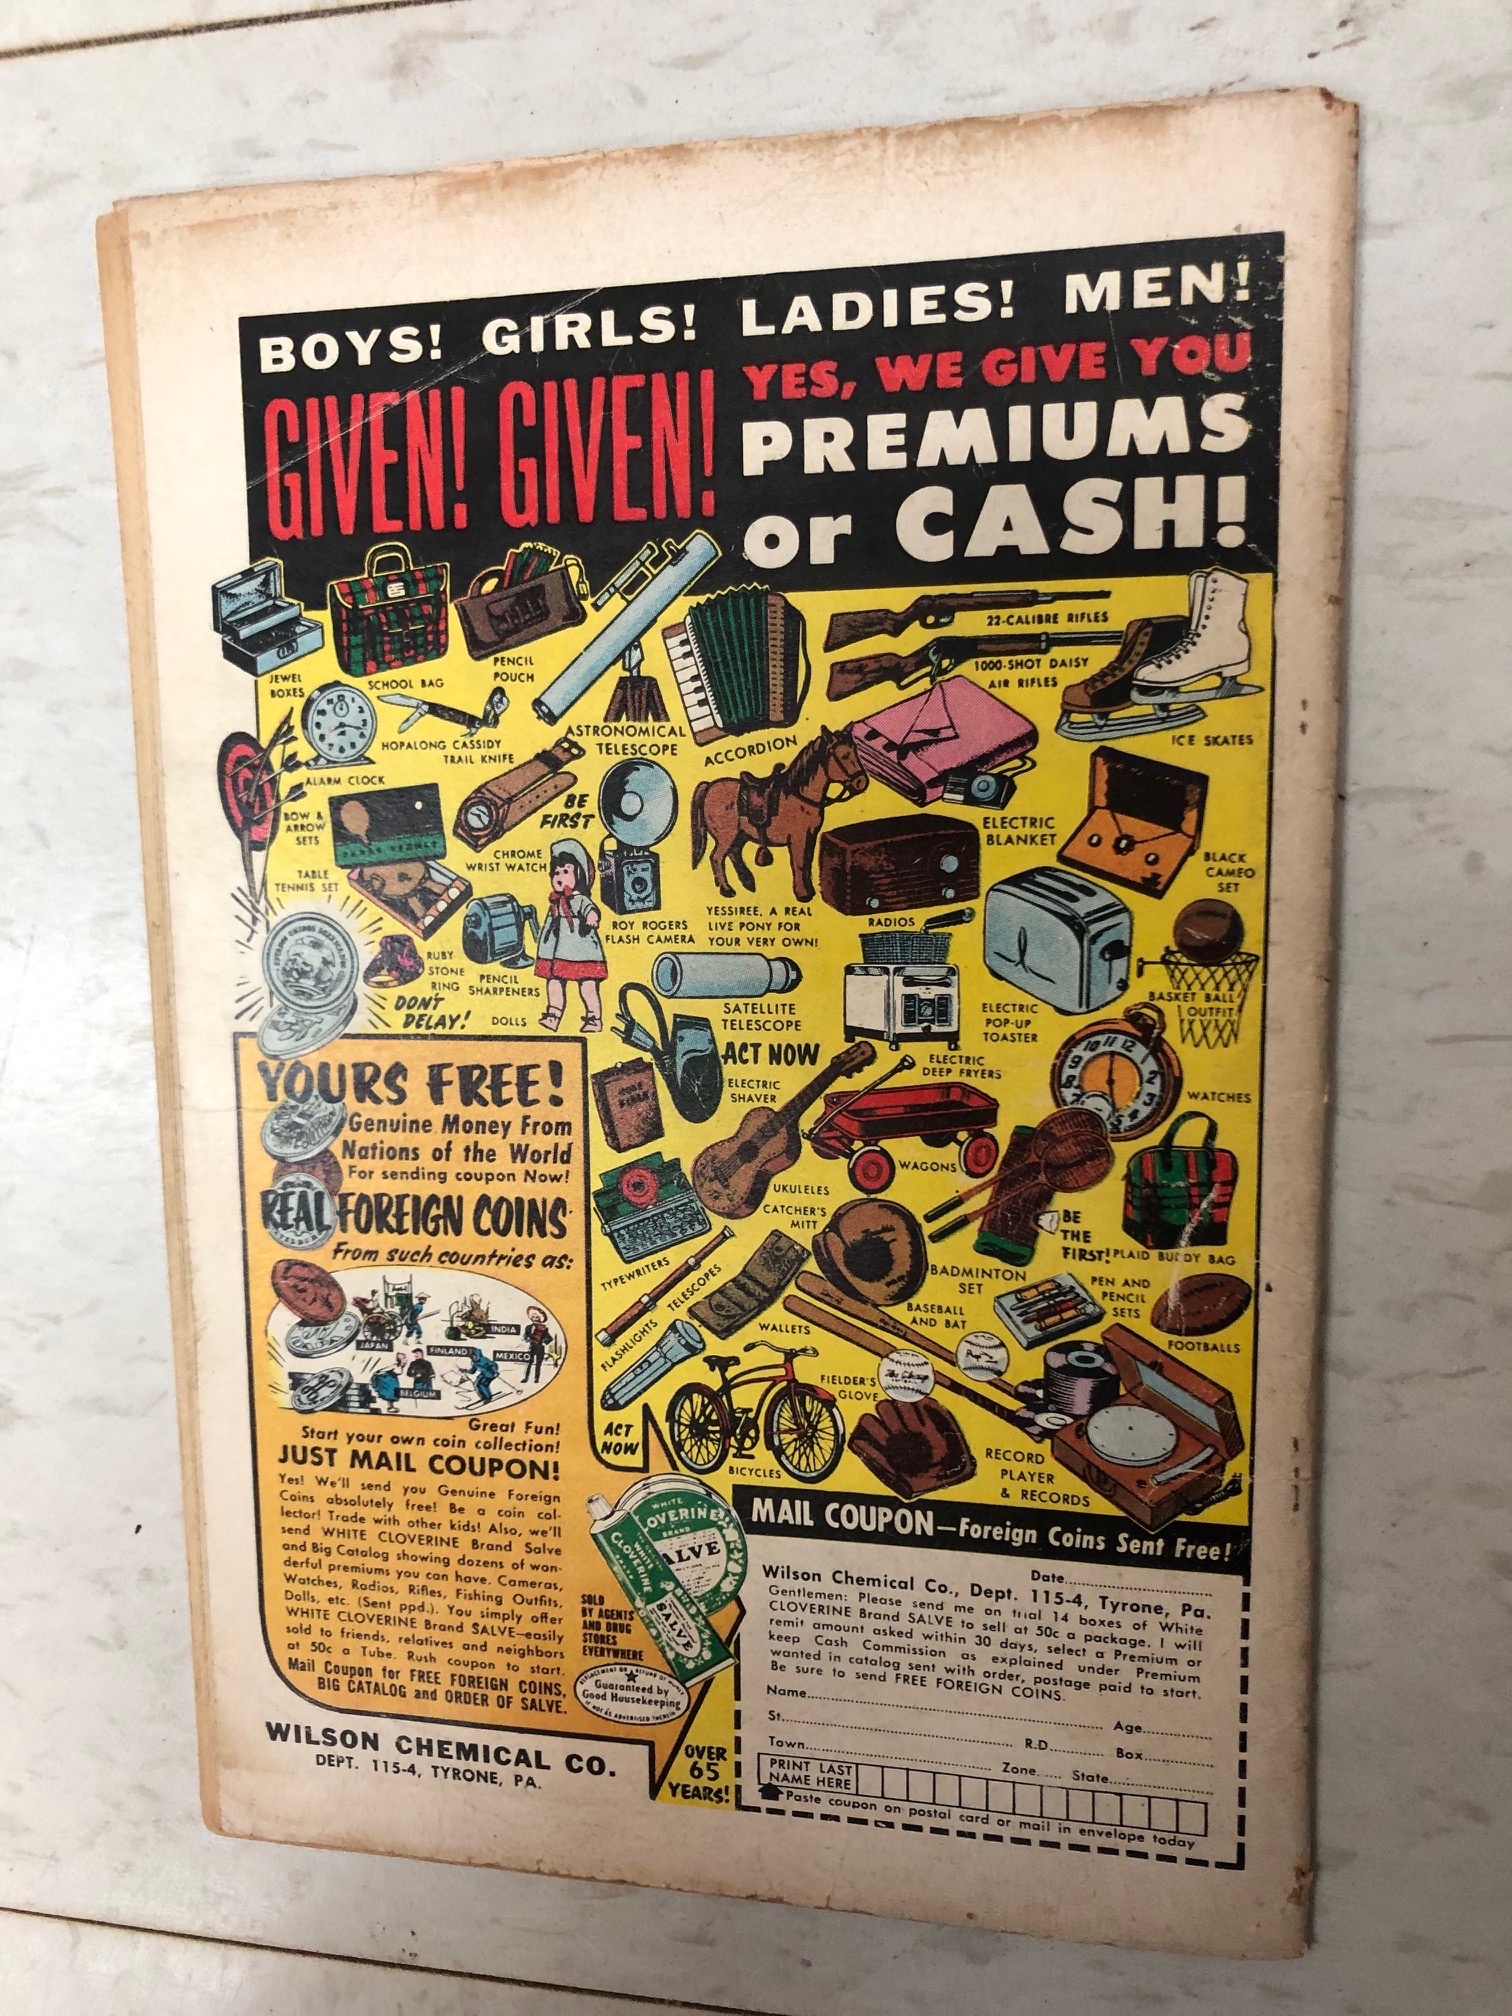 BOYS! GIRLS! LADIES! MEN!
GIVEN! GIVEN!
YES, WE GIVE YOU
PREMIUMS
or CASH!
JEWEL
BOXES
SCHOOL BAG
PENCIL
POUCH
ASTRONOMICAL
TELESCOPE
ACCORDION
22-CALIBRE RIFLES
1000-SHOT DAISY
AIR RIFLES
ICE SKATES
ALARM CLOCK
HOPALONG CASSIDY
TRAIL KNIFE
BOW &
ARROW
SETS
TABLE
TENNIS SET
CHROME
WRIST WATCH
BE
FIRST
ROY ROGERS
FLASH CAMERA
YESSIREE, A REAL
LIVE PONY FOR
YOUR VERY OWN!
RADIOS
ELECTRIC
BLANKET
BLACK
CAMEO
SET
RUBY
STONE
RING
PENCIL
SHARPENERS
DOLLS
DON'T
DELAY!
SATELLITE
TELESCOPE
ACT NOW
ELECTRIC
SHAVER
ELECTRIC
DEEP FRYERS
ELECTRIC
POP-UP
TOASTER
BASKET BALL
OUTFIT
WATCHES
UKULELES
WAGONS
CATCHER'S
MITT
TYPEWRITERS
TELESCOPES
WALLETS
FLASHLIGHTS
BADMINTON
SET
BE
THE
FIRST!
PLAID BUDDY BAG
BASEBALL
AND BAT
PEN AND
PENCIL
SETS
FOOTBALLS
FIELDER'S
GLOVE
BICYCLES
RECORD
PLAYER
& RECORDS
ACT
NOW
YOURS FREE!
Genuine Money From
Nations of the World
For sending coupon Now!
REAL FOREIGN COINS
From such countries as:
JAPAN
INDIA
FINLAND
MEXICO
BELGIUM
Great Fun!
Start your own coin collection!
JUST MAIL COUPON!
Yes! We'll send you Genuine Foreign
Coins absolutely free! Be a coin col-
lector! Trade with other kids! Also, we'll
send WHITE CLOVERINE Brand Salve
and Big Catalog showing dozens of won-
derful premiums you can have. Cameras,
Watches, Radios, Rifles, Fishing Outfits,
Dolls, etc. (Sent ppd.). You simply offer
WHITE CLOVERINE Brand SALVE—easily
sold to friends, relatives and neighbors
at 50c a Tube. Rush coupon to start.
Mail Coupon for FREE FOREIGN COINS,
BIG CATALOG and ORDER OF SALVE.
WILSON CHEMICAL CO.
DEPT. 115-4, TYRONE, PA.
WHITE
CLOVERINE
BRAND
SALVE
WHITE
CLOVERINE
SALVE
SOLD
BY AGENTS
AND DRUG
STORES
EVERYWHERE
Guaranteed by
Good Housekeeping
OVER
65
YEARS!
MAIL COUPON—Foreign Coins Sent Free!
Date
Wilson Chemical Co., Dept. 115-4, Tyrone, Pa.
Gentlemen: Please send me on trial 14 boxes of White
CLOVERINE Brand SALVE to sell at 50c a package. I will
remit amount asked within 30 days, select a Premium or
keep Cash Commission as explained under Premium
wanted in catalog sent with order, postage paid to start.
Be sure to send FREE FOREIGN COINS.
Name Age
St. R.D. Box
Town Zone State
PRINT LAST
NAME HERE
Paste coupon on postal card or mail in envelope today